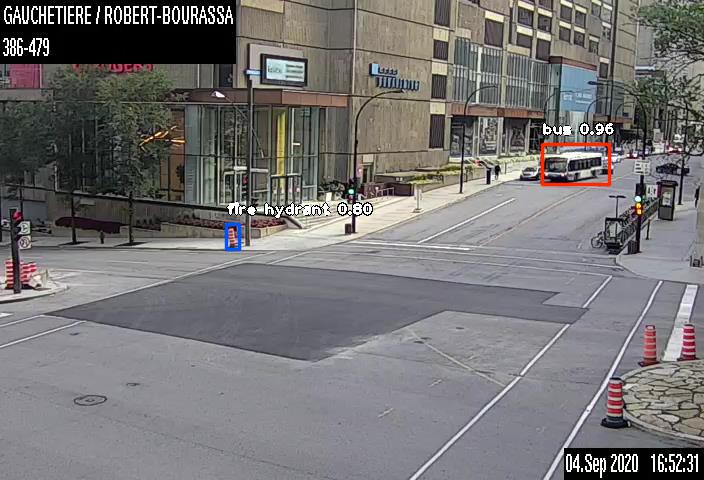 GAUCHETIERE / ROBERT-BOURASSA
386-479
bus 0.96
fire hydrant 0.80
04.Sep 2020 16:52:31